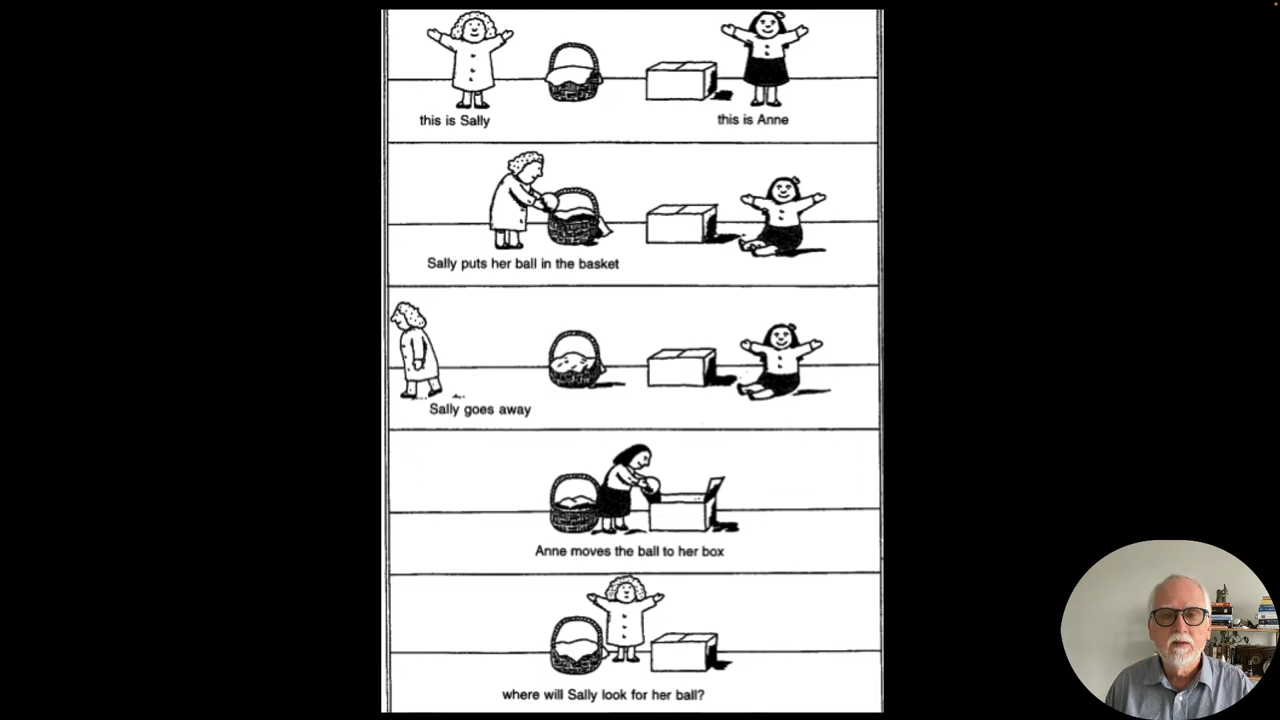 this is Sally
this is Anne
Sally puts her ball in the basket
Sally goes away
Anne moves the ball to her box
where will Sally look for her ball?